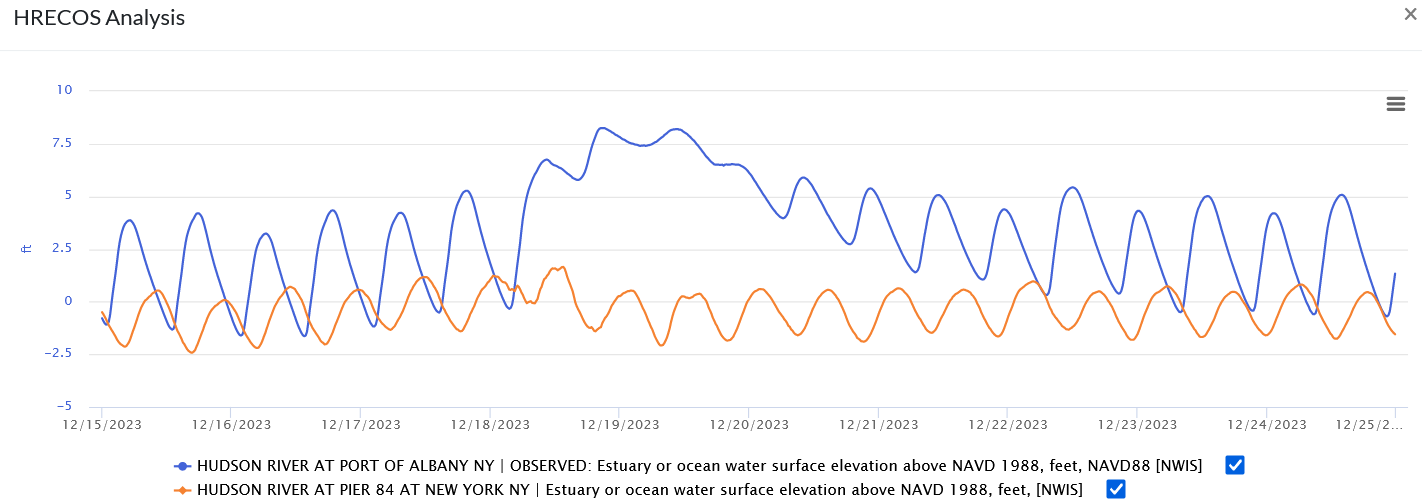 HRECOS Analysis
×
10
7.5
5
2.5
0
−2.5
−5
ft
12/15/2023 12/16/2023 12/17/2023 12/18/2023 12/19/2023 12/20/2023 12/21/2023 12/22/2023 12/23/2023 12/24/2023 12/25/2...
HUDSON RIVER AT PORT OF ALBANY NY | OBSERVED: Estuary or ocean water surface elevation above NAVD 1988, feet, NAVD88 [NWIS]
HUDSON RIVER AT PIER 84 AT NEW YORK NY | Estuary or ocean water surface elevation above NAVD 1988, feet, [NWIS]